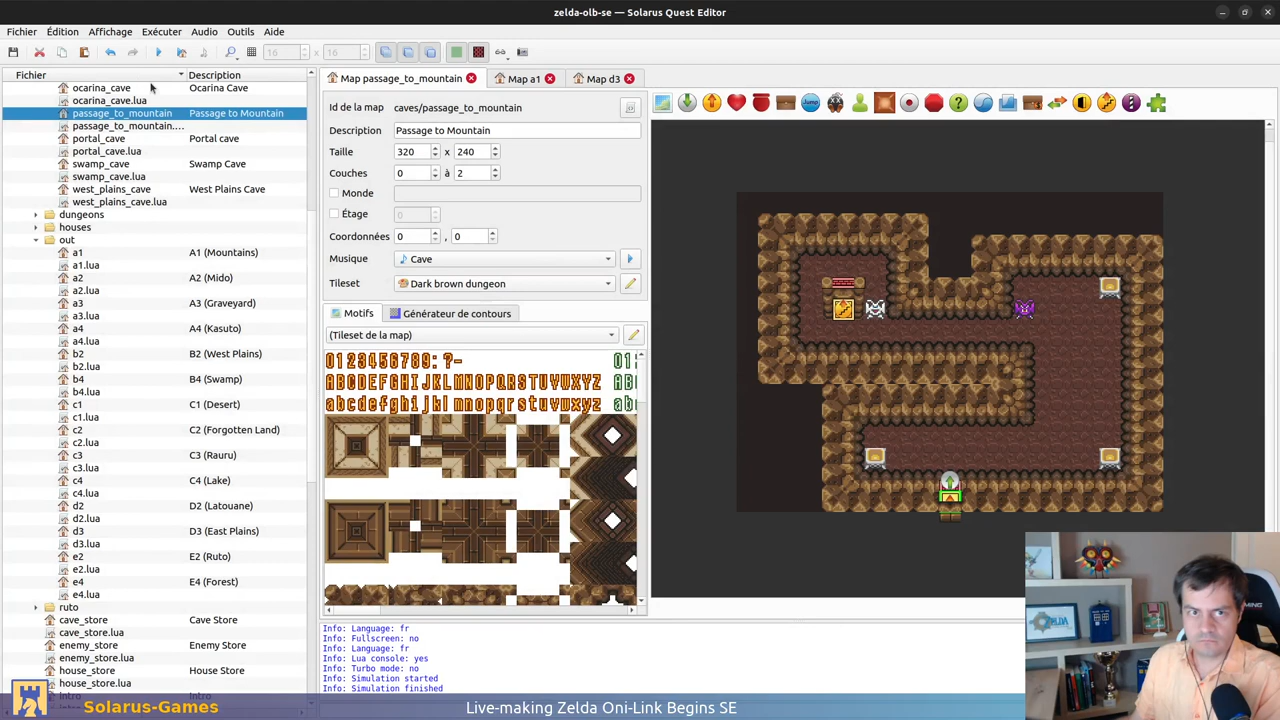 zelda-olb-se — Solarus Quest Editor
Fichier Édition Affichage Exécuter Audio Outils Aide
16 x 16
Fichier Description
ocarina_cave Ocarina Cave
ocarina_cave.lua
passage_to_mountain Passage to Mountain
passage_to_mountain....
portal_cave Portal cave
portal_cave.lua
swamp_cave Swamp Cave
swamp_cave.lua
west_plains_cave West Plains Cave
west_plains_cave.lua
dungeons
houses
out
a1 A1 (Mountains)
a1.lua
a2 A2 (Mido)
a2.lua
a3 A3 (Graveyard)
a3.lua
a4 A4 (Kasuto)
a4.lua
b2 B2 (West Plains)
b2.lua
b4 B4 (Swamp)
b4.lua
c1 C1 (Desert)
c1.lua
c2 C2 (Forgotten Land)
c2.lua
c3 C3 (Rauru)
c3.lua
c4 C4 (Lake)
c4.lua
d2 D2 (Latouane)
d2.lua
d3 D3 (East Plains)
d3.lua
e2 E2 (Ruto)
e2.lua
e4 E4 (Forest)
e4.lua
ruto
cave_store Cave Store
cave_store.lua
enemy_store Enemy Store
enemy_store.lua
house_store House Store
house_store.lua
Map passage_to_mountain Map a1 Map d3
Id de la map caves/passage_to_mountain
Description Passage to Mountain
Taille 320 x 240
Couches 0 à 2
Monde
Étage 0
Coordonnées 0 , 0
Musique Cave
Tileset Dark brown dungeon
Motifs Générateur de contours
(Tileset de la map)
0123456789:?- 01
ABCDEFGHIJKLMNOPQRSTUVWXYZ AB
abcdefghijklmnopqrstuvwxyz ab
Jump
Info: Language: fr
Info: Fullscreen: no
Info: Language: fr
Info: Lua console: yes
Info: Turbo mode: no
Info: Simulation started
Info: Simulation finished
Solarus-Games
Live-making Zelda Oni-Link Begins SE